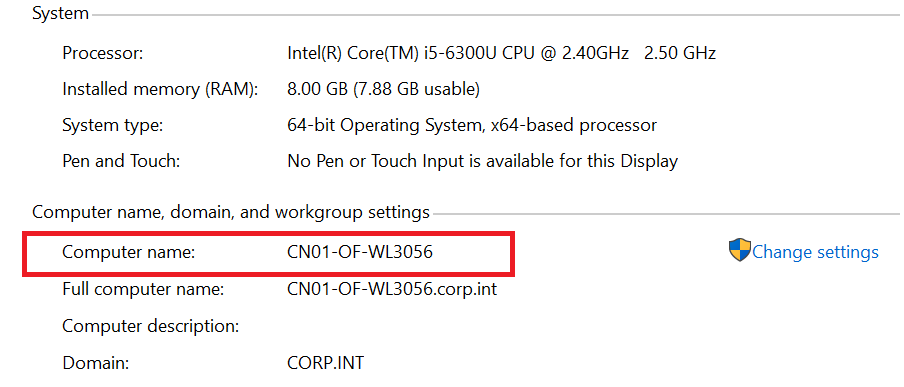 System
Processor: Intel(R) Core(TM) i5-6300U CPU @ 2.40GHz 2.50 GHz
Installed memory (RAM): 8.00 GB (7.88 GB usable)
System type: 64-bit Operating System, x64-based processor
Pen and Touch: No Pen or Touch Input is available for this Display
Computer name, domain, and workgroup settings
Computer name: CN01-OF-WL3056 Change settings
Full computer name: CN01-OF-WL3056.corp.int
Computer description:
Domain: CORP.INT